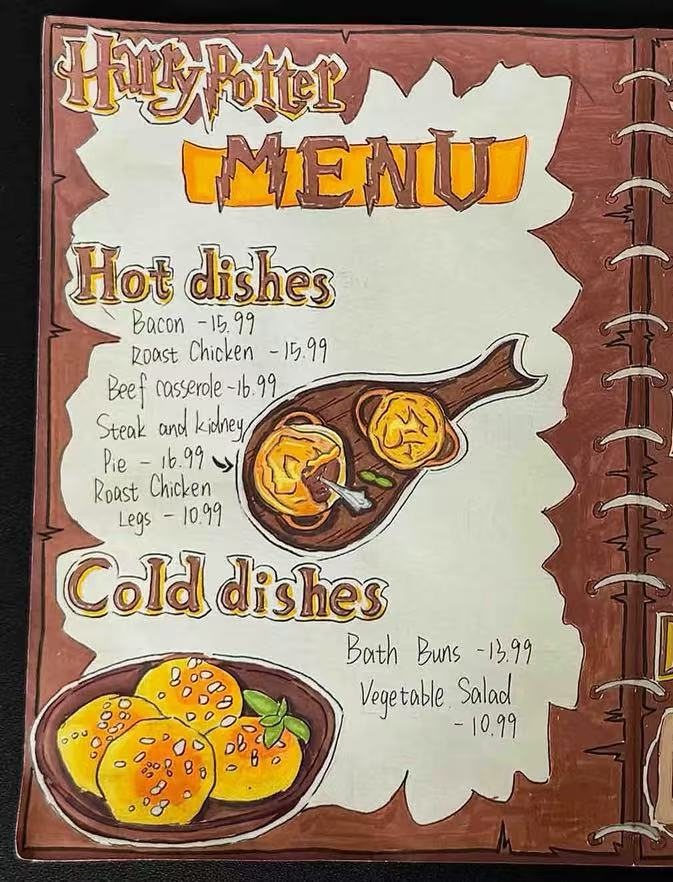 Harry Potter
MENU
Hot dishes
Bacon - 15.99
Roast Chicken - 15.99
Beef casserole - 16.99
Steak and kidney
Pie - 16.99
Roast Chicken
Legs - 10.99
Cold dishes
Bath Buns - 13.99
Vegetable Salad
- 10.99